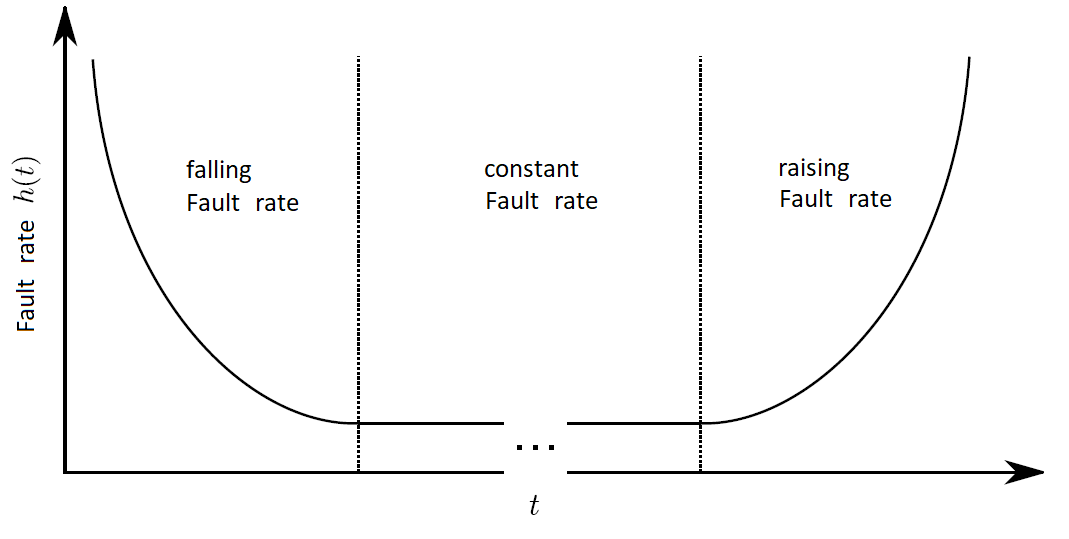 falling
Fault rate
constant
Fault rate
raising
Fault rate
Fault rate h(t)
...
t